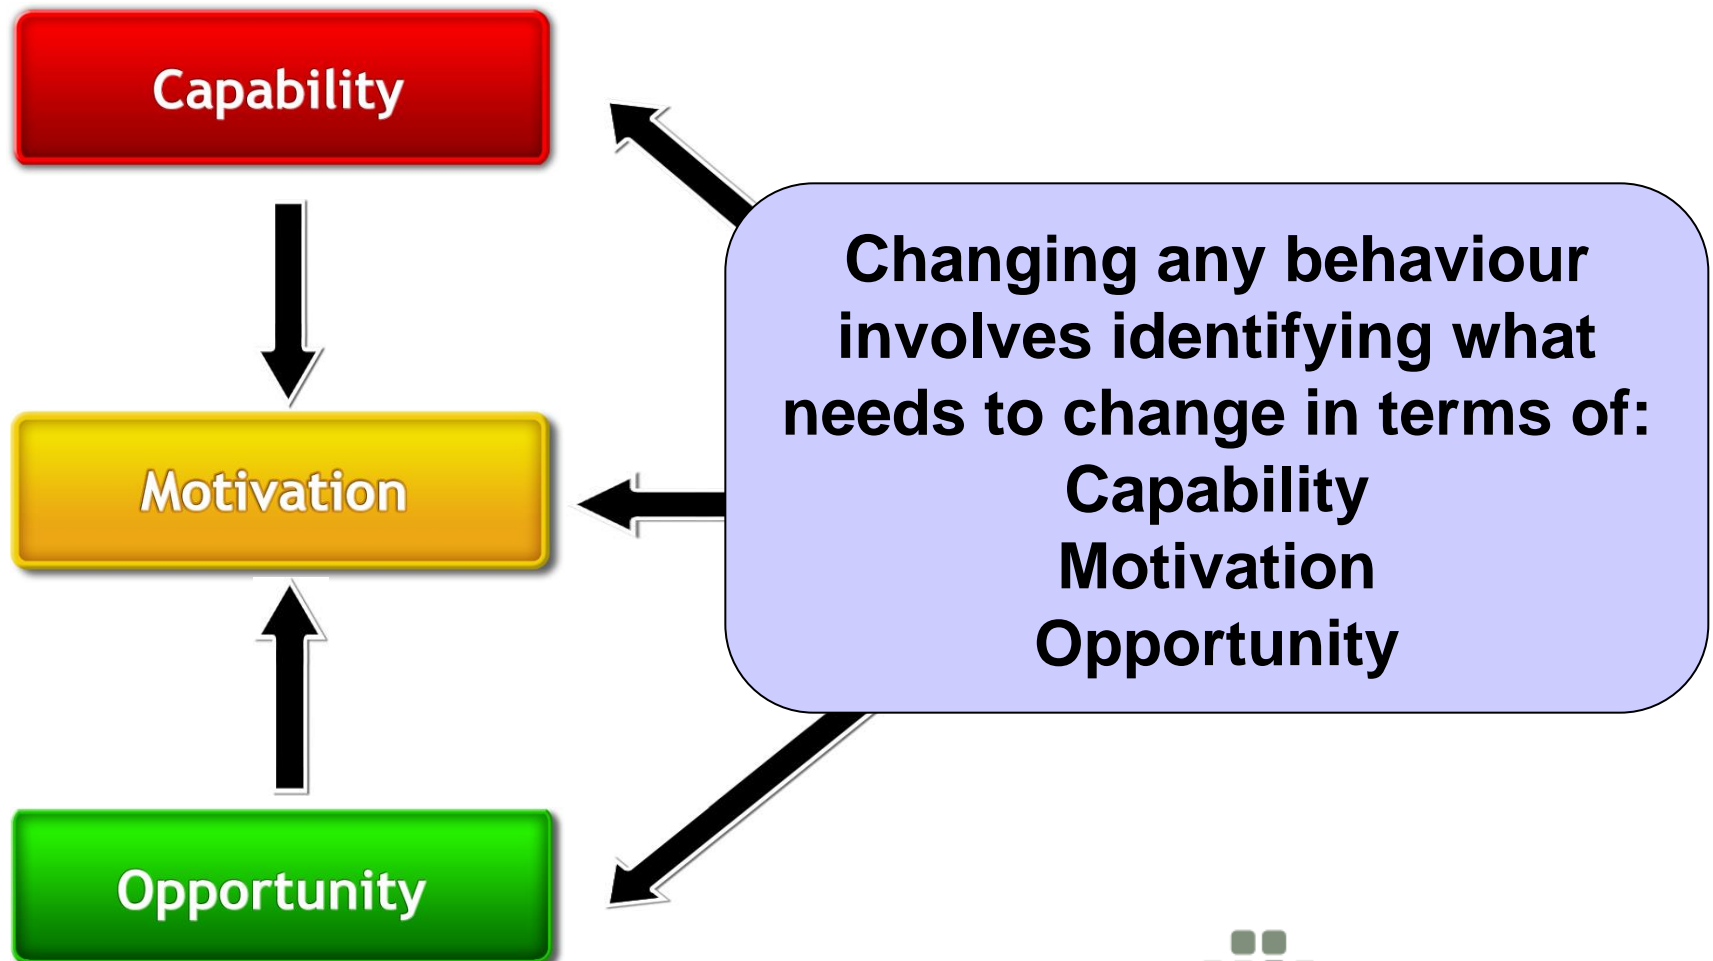 Capability
Changing any behaviour
involves identifying what
needs to change in terms of:
Capability
Motivation
Opportunity
Motivation
Opportunity